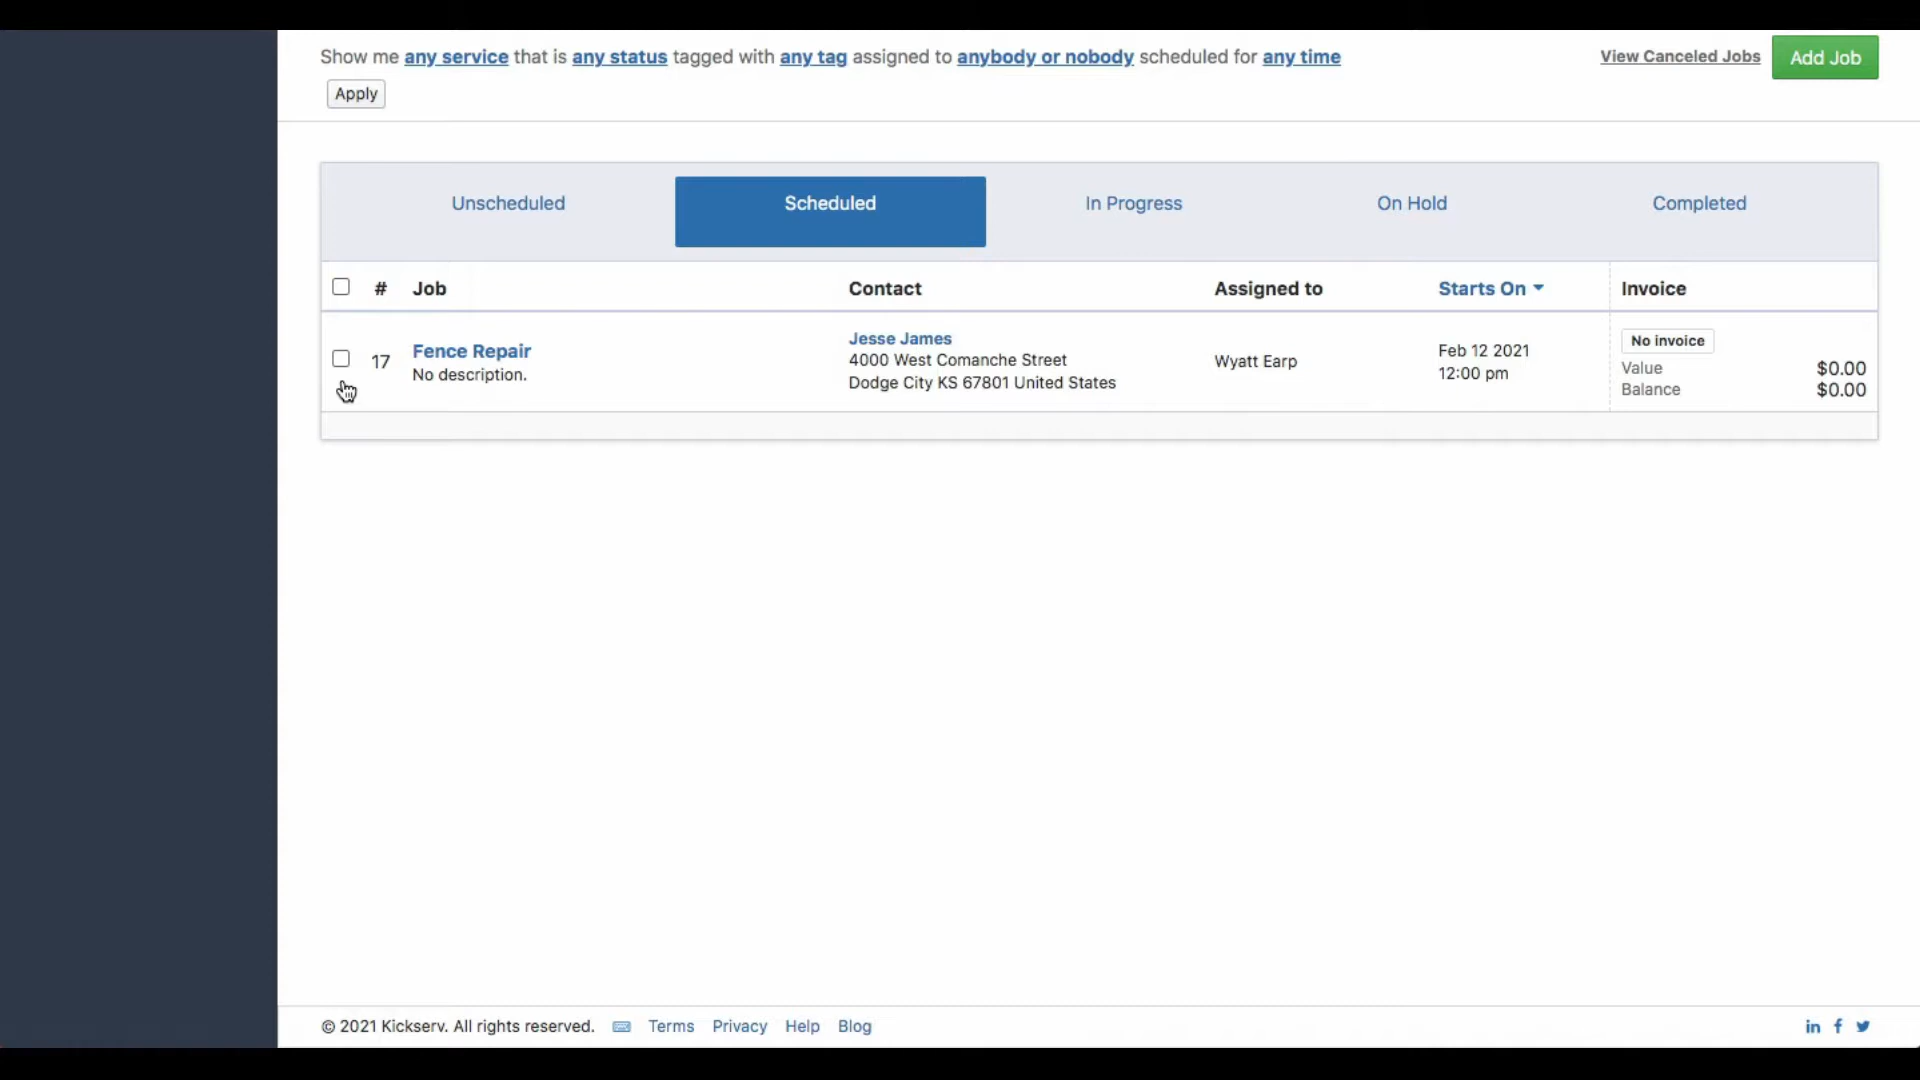 Show me any service that is any status tagged with any tag assigned to anybody or nobody scheduled for any time
View Canceled Jobs
Add Job
Apply
Unscheduled
Scheduled
In Progress
On Hold
Completed
# Job Contact Assigned to Starts On Invoice
17
Fence Repair
No description.
Jesse James
4000 West Comanche Street
Dodge City KS 67801 United States
Wyatt Earp
Feb 12 2021
12:00 pm
No invoice
Value $0.00
Balance $0.00
© 2021 Kickserv. All rights reserved. Terms Privacy Help Blog